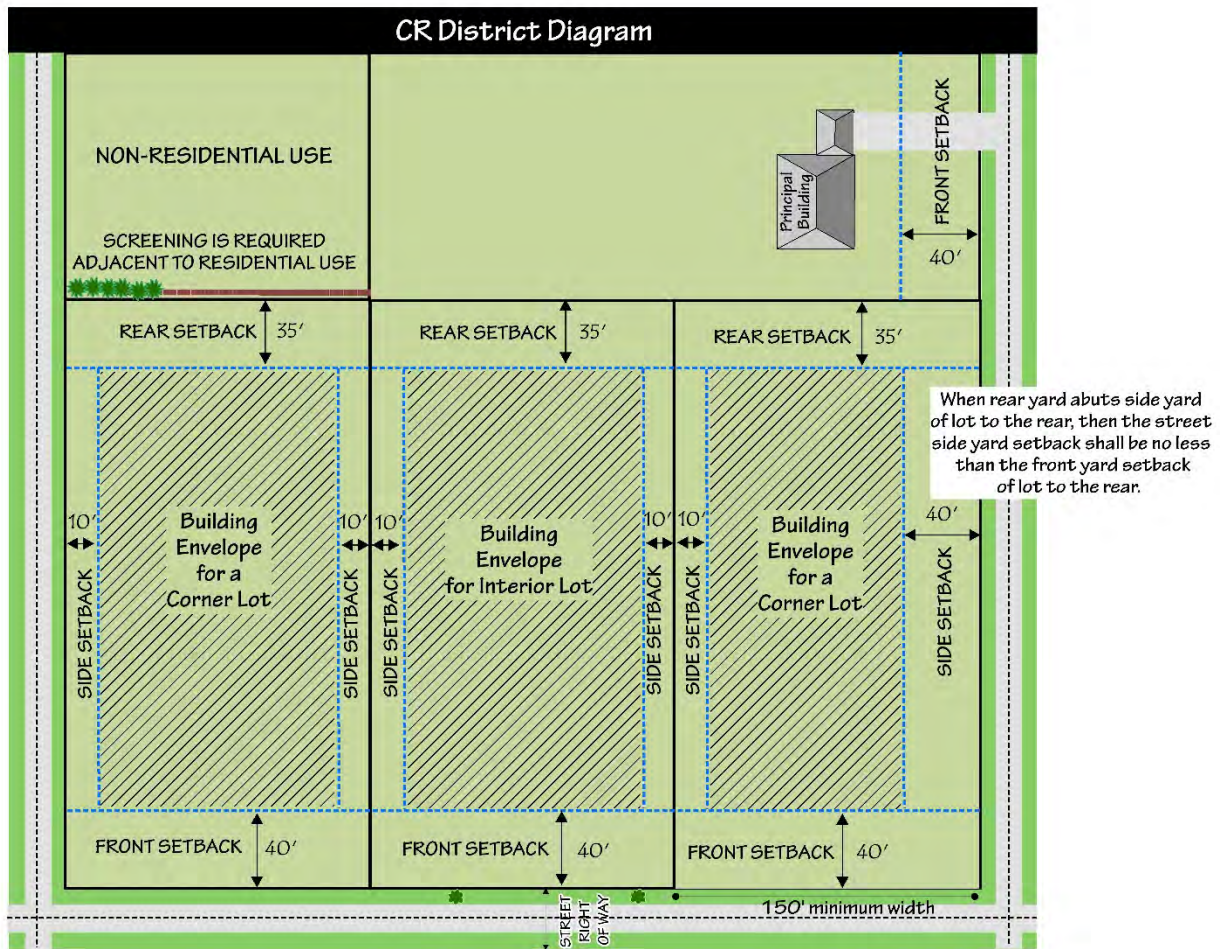 CR District Diagram
NON-RESIDENTIAL USE
SCREENING IS REQUIRED
ADJACENT TO RESIDENTIAL USE
Principal
Building
FRONT SETBACK
40'
REAR SETBACK
35'
REAR SETBACK
35'
REAR SETBACK
35'
When rear yard abuts side yard
of lot to the rear, then the street
side yard setback shall be no less
than the front yard setback
of lot to the rear.
10'
SIDE SETBACK
Building
Envelope
for a
Corner Lot
10'
SIDE SETBACK
10'
SIDE SETBACK
Building
Envelope
for Interior Lot
10'
SIDE SETBACK
10'
SIDE SETBACK
Building
Envelope
for a
Corner Lot
40'
SIDE SETBACK
FRONT SETBACK
40'
FRONT SETBACK
40'
FRONT SETBACK
40'
STREET
RIGHT
OF WAY
150' minimum width